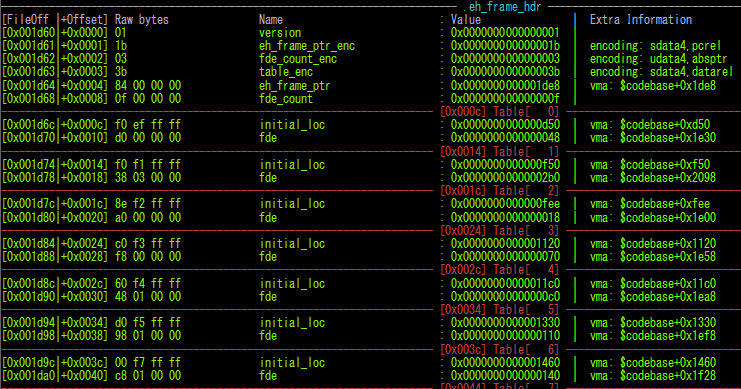 .eh_frame_hdr
[FileOff |+Offset] Raw bytes Name : Value | Extra Information
[0x001d60|+0x0000] 01 version : 0x0000000000000001 |
[0x001d61|+0x0001] 1b eh_frame_ptr_enc : 0x000000000000001b | encoding: sdata4,pcrel
[0x001d62|+0x0002] 03 fde_count_enc : 0x0000000000000003 | encoding: udata4,absptr
[0x001d63|+0x0003] 3b table_enc : 0x000000000000003b | encoding: sdata4,datarel
[0x001d64|+0x0004] 84 00 00 00 eh_frame_ptr : 0x0000000000001de8 | vma: $codebase+0x1de8
[0x001d68|+0x0008] 0f 00 00 00 fde_count : 0x000000000000000f |
[0x000c] Table[ 0]
[0x001d6c|+0x000c] f0 ef ff ff initial_loc : 0x0000000000000d50 | vma: $codebase+0xd50
[0x001d70|+0x0010] d0 00 00 00 fde : 0x0000000000000048 | vma: $codebase+0x1e30
[0x0014] Table[ 1]
[0x001d74|+0x0014] f0 f1 ff ff initial_loc : 0x0000000000000f50 | vma: $codebase+0xf50
[0x001d78|+0x0018] 38 03 00 00 fde : 0x00000000000002b0 | vma: $codebase+0x2098
[0x001c] Table[ 2]
[0x001d7c|+0x001c] 8e f2 ff ff initial_loc : 0x0000000000000fee | vma: $codebase+0xfee
[0x001d80|+0x0020] a0 00 00 00 fde : 0x0000000000000018 | vma: $codebase+0x1e00
[0x0024] Table[ 3]
[0x001d84|+0x0024] c0 f3 ff ff initial_loc : 0x0000000000001120 | vma: $codebase+0x1120
[0x001d88|+0x0028] f8 00 00 00 fde : 0x0000000000000070 | vma: $codebase+0x1e58
[0x002c] Table[ 4]
[0x001d8c|+0x002c] 60 f4 ff ff initial_loc : 0x00000000000011c0 | vma: $codebase+0x11c0
[0x001d90|+0x0030] 48 01 00 00 fde : 0x00000000000000c0 | vma: $codebase+0x1ea8
[0x0034] Table[ 5]
[0x001d94|+0x0034] d0 f5 ff ff initial_loc : 0x0000000000001330 | vma: $codebase+0x1330
[0x001d98|+0x0038] 98 01 00 00 fde : 0x0000000000000110 | vma: $codebase+0x1ef8
[0x003c] Table[ 6]
[0x001d9c|+0x003c] 00 f7 ff ff initial_loc : 0x0000000000001460 | vma: $codebase+0x1460
[0x001da0|+0x0040] c8 01 00 00 fde : 0x0000000000000140 | vma: $codebase+0x1f28
[0x0044] Table[ 7]